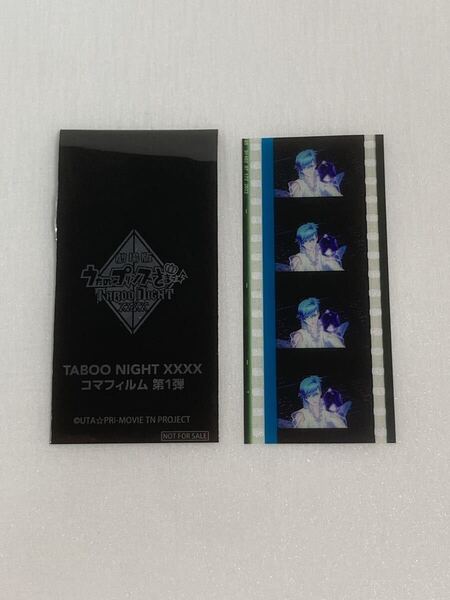 劇場版
うたの☆プリンスさまっ♪
TABOO NIGHT
XXXX
TABOO NIGHT XXXX
コマフィルム 第1弾
©UTA☆PRI-MOVIE TN PROJECT
NOT FOR SALE